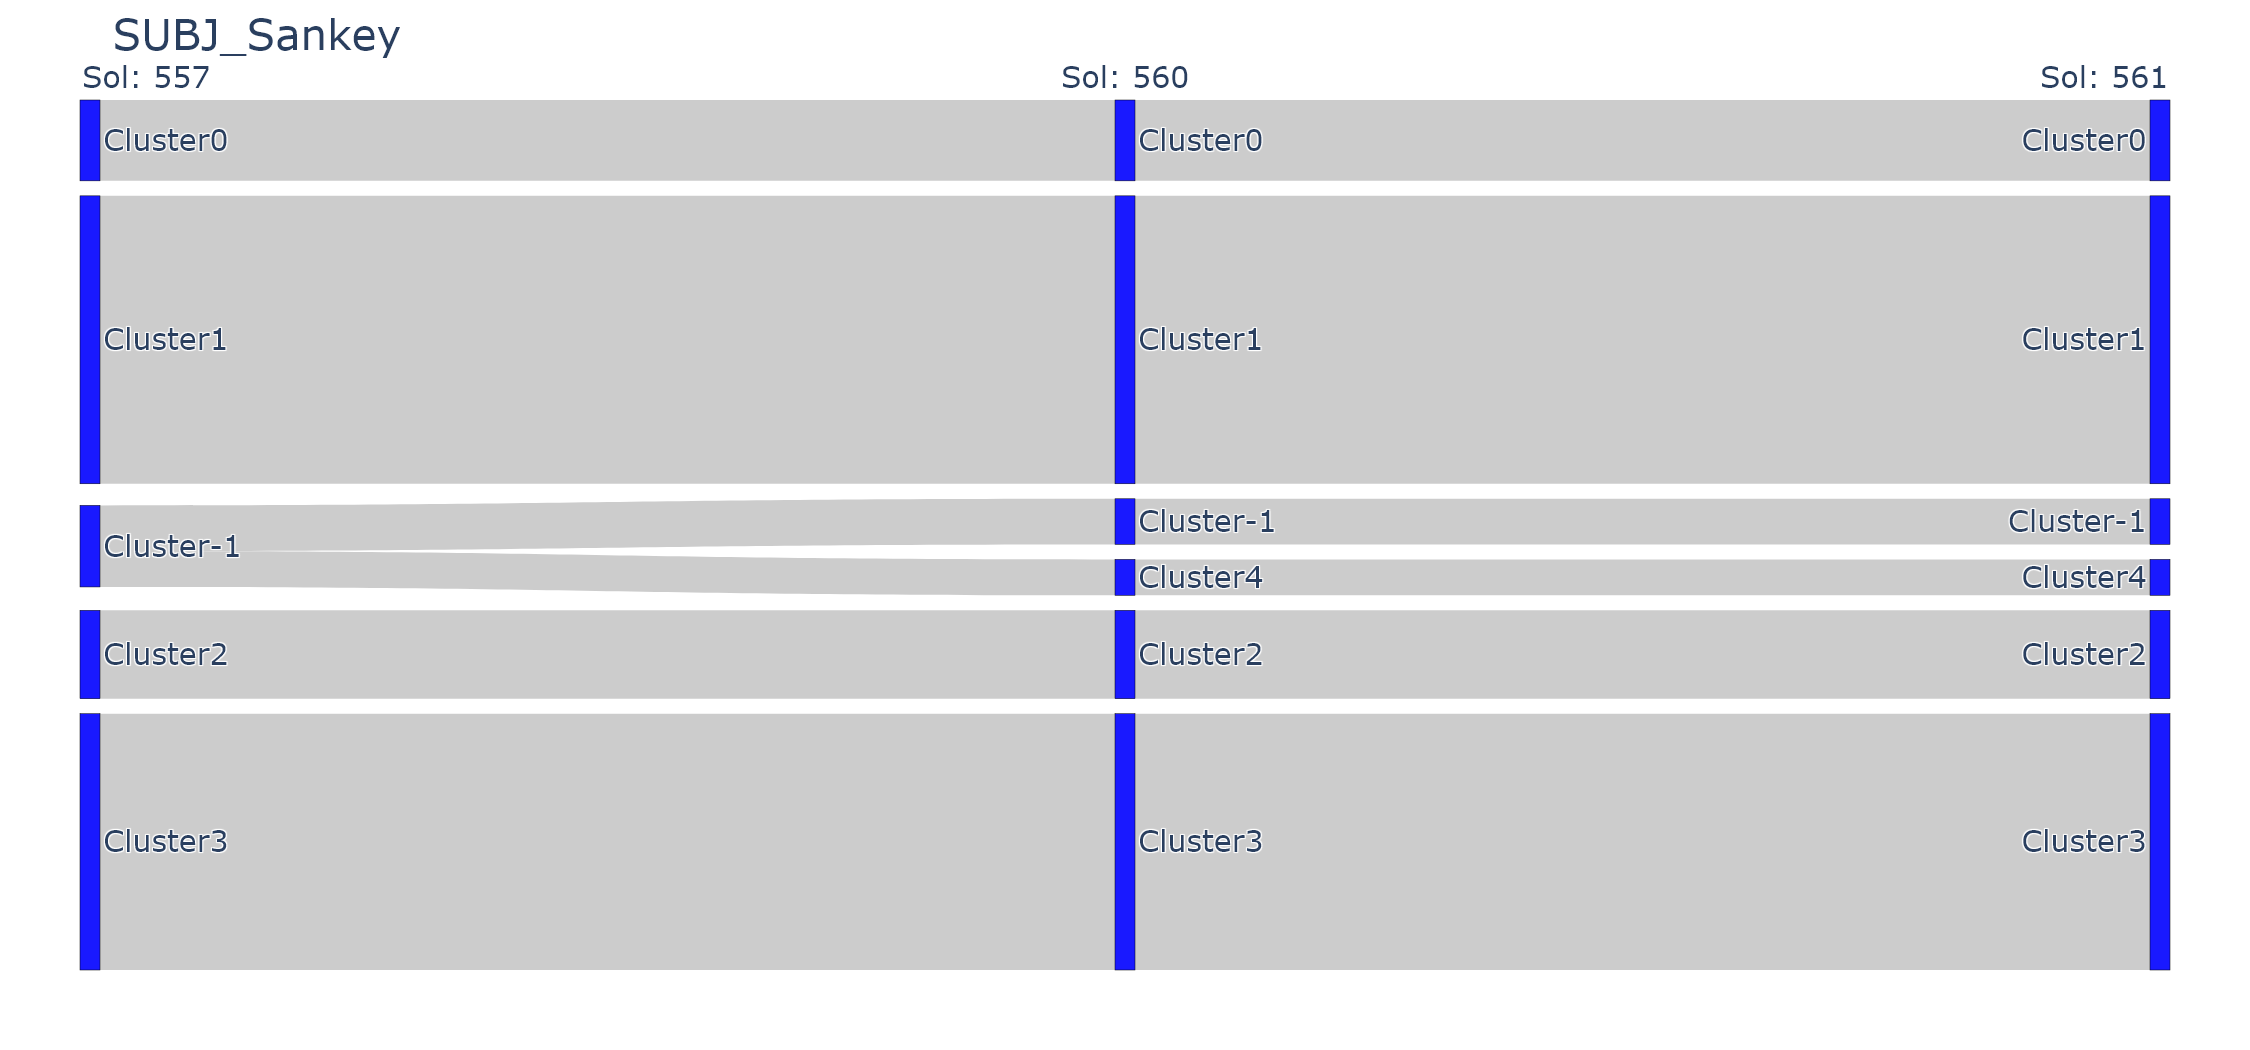 SUBJ_Sankey
Sol: 557 Sol: 560 Sol: 561
Cluster0 Cluster0 Cluster0
Cluster1 Cluster1 Cluster1
Cluster-1 Cluster-1 Cluster-1
Cluster4 Cluster4
Cluster2 Cluster2 Cluster2
Cluster3 Cluster3 Cluster3